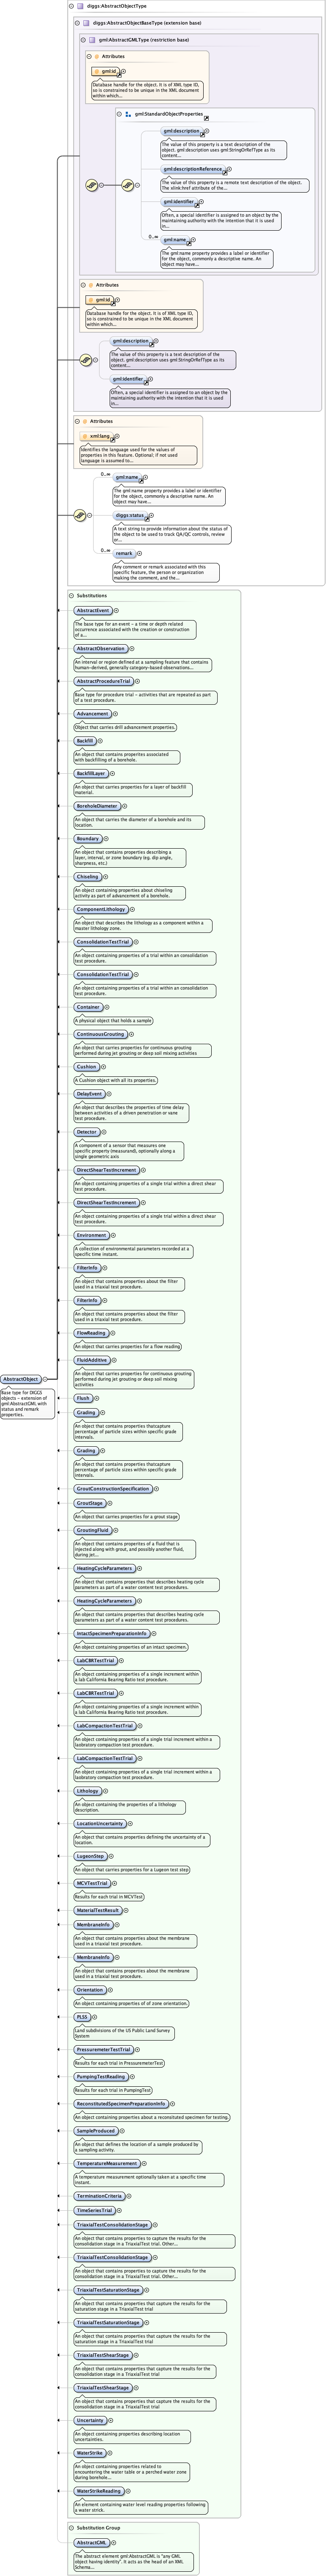 diggs:AbstractObjectType
diggs:AbstractObjectBaseType (extension base)
gml:AbstractGMLType (restriction base)
Attributes
gml:id
Database handle for the object. It is of XML type ID,
so is constrained to be unique in the XML document
within which...
gml:StandardObjectProperties
gml:description
The value of this property is a text description of the
object. gml:description uses gml:StringOrRefType as its
content...
gml:descriptionReference
The value of this property is a remote text description of the object.
The xlink:href attribute of the...
gml:identifier
Often, a special identifier is assigned to an object by the
maintaining authority with the intention that it is
used in...
0..∞
gml:name
The gml:name property provides a label or identifier
for the object, commonly a descriptive name. An
object may have...
Attributes
gml:id
Database handle for the object. It is of XML type ID,
so is constrained to be unique in the XML document
within which...
gml:description
The value of this property is a text description of the
object. gml:description uses gml:StringOrRefType as its
content...
gml:identifier
Often, a special identifier is assigned to an object by the
maintaining authority with the intention that it is used
in...
Attributes
xml:lang
Identifies the language used for the values of
properties in this feature. Optional; if not used
language is assumed to...
0..∞
gml:name
The gml:name property provides a label or identifier
for the object, commonly a descriptive name. An
object may have...
diggs:status
A text string to provide information about the status of
the object to be used to track QA/QC controls, review
or...
0..∞
remark
Any comment or remark associated with this
specific feature, the person or organization
making the comment, and the...
Substitutions
AbstractEvent
The base type for an event - a time or depth related
occurrence associated with the creation or construction
of a...
AbstractObservation
An interval or region defined at a sampling feature that contains
human-derived, generally category-based observations...
AbstractProcedureTrial
Base type for procedure trial - activities that are repeated as part
of a test procedure.
Advancement
Object that carries drill advancement properties.
Backfill
An object that contains properites associated
with backfilling of a borehole.
BackfillLayer
An object that carries properties for a layer of backfill
material.
BoreholeDiameter
An object that carries the diameter of a borehole and its
location.
Boundary
An object that contains properties describing a
layer, interval, or zone boundary (eg. dip angle,
sharpness, etc.)
Chiseling
An object containing properties about chiseling
activity as part of advancement of a borehole.
ComponentLithology
An object that describes the lithology as a component within a
master lithology zone.
ConsolidationTestTrial
An object containing properties of a trial within an consolidation
test procedure.
ConsolidationTestTrial
An object containing properties of a trial within an consolidation
test procedure.
Container
A physical object that holds a sample
ContinuousGrouting
An object that carries properties for continuous grouting
performed during jet grouting or deep soil mixing activities
Cushion
A Cushion object with all its properties.
DelayEvent
An object that describes the properties of time delay
between activities of a driven penetration or vane
test procedure.
Detector
A component of a sensor that measures one
specific property (measurand), optionally along a
single geometric axis
DirectShearTestIncrement
An object containing properties of a single trial within a direct shear
test procedure.
DirectShearTestIncrement
An object containing properties of a single trial within a direct shear
test procedure.
Environment
A collection of environmental parameters recorded at a
specific time instant.
FilterInfo
An object that contains properties about the filter
used in a triaxial test procedure.
FilterInfo
An object that contains properties about the filter
used in a triaxial test procedure.
FlowReading
An object that carries properties for a flow reading
FluidAdditive
An object that carries properties for continuous grouting
performed during jet grouting or deep soil mixing
activities
AbstractObject
Base type for DIGGS
objects - extension of
gml:AbstractGML with
status and remark
properties.
Flush
Grading
An object that contains properties thatcapture
percentage of particle sizes within specific grade
intervals.
Grading
An object that contains properties thatcapture
percentage of particle sizes within specific grade
intervals.
GroutConstructionSpecification
GroutStage
An object that carries properties for a grout stage
GroutingFluid
An object that contains properties of a fluid that is
injected along with grout, and possibly another fluid,
during jet...
HeatingCycleParameters
An object that contains properties that describes heating cycle
parameters as part of a water content test procedures.
HeatingCycleParameters
An object that contains properties that describes heating cycle
parameters as part of a water content test procedures.
IntactSpecimenPreparationInfo
An object containing properties of an intact specimen.
LabCBRTestTrial
An object containing properties of a single increment within
a lab California Bearing Ratio test procedure.
LabCBRTestTrial
An object containing properties of a single increment within
a lab California Bearing Ratio test procedure.
LabCompactionTestTrial
An object containing properties of a single trial increment within a
laobratory compaction test procedure.
LabCompactionTestTrial
An object containing properties of a single trial increment within a
laobratory compaction test procedure.
Lithology
An object containing the properties of a lithology
description.
LocationUncertainty
An object that contains properties defining the uncertainty of a
location.
LugeonStep
An object that carries properties for a Lugeon test step
MCVTestTrial
Results for each trial in MCVTest
MaterialTestResult
MembraneInfo
An object that contains properties about the membrane
used in a triaxial test procedure.
MembraneInfo
An object that contains properties about the membrane
used in a triaxial test procedure.
Orientation
An object containing properties of of zone orientation.
PLSS
Land subdivisions of the US Public Land Survey
System
PressuremeterTestTrial
Results for each trial in PressuremeterTest
PumpingTestReading
Results for each trial in PumpingTest
ReconstitutedSpecimenPreparationInfo
An object containing properties about a reconstituted specimen for testing.
SampleProduced
An object that defines the location of a sample produced by
a sampling activity.
TemperatureMeasurement
A temperature measurement optionally taken at a specific time
instant.
TerminationCriteria
TimeSeriesTrial
TriaxialTestConsolidationStage
An object that contains properties to capture the results for the
consolidation stage in a TriaxialTest trial. Other...
TriaxialTestConsolidationStage
An object that contains properties to capture the results for the
consolidation stage in a TriaxialTest trial. Other...
TriaxialTestSaturationStage
An object that contains properties that capture the results for the
saturation stage in a TriaxialTest trial
TriaxialTestSaturationStage
An object that contains properties that capture the results for the
saturation stage in a TriaxialTest trial
TriaxialTestShearStage
An object that contains properties that capture the results for the
consolidation stage in a TriaxialTest trial.
TriaxialTestShearStage
An object that contains properties that capture the results for the
consolidation stage in a TriaxialTest trial.
Uncertainty
An object containing properties describing location
uncertainties.
WaterStrike
An object containing properties related to
encountering the water table or a perched water zone
during borehole...
WaterStrikeReading
An element containing water level reading properties following
a water strike.
Substitution Group
AbstractGML
The abstract element gml:AbstractGML is "any GML
object having identity". It acts as the head of an XML
Schema...